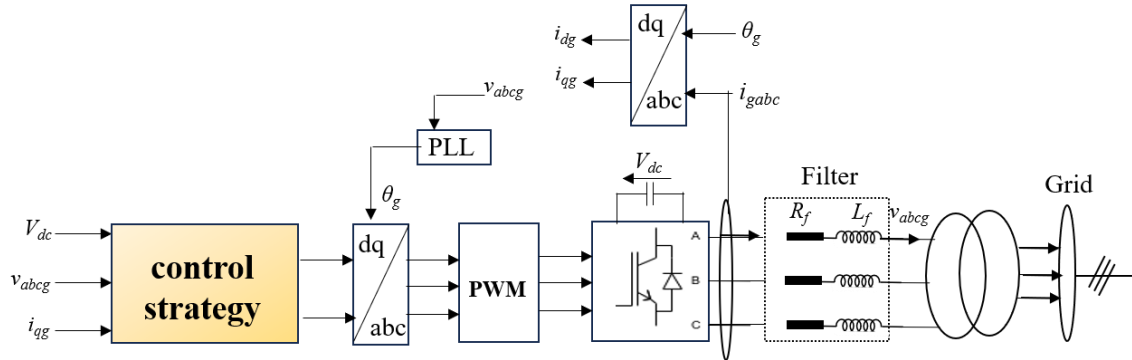 dq
abc
i_dg
i_qg
θ_g
i_gabc
v_abcg
PLL
θ_g
V_dc
Filter
R_f
L_f
v_abcg
Grid
V_dc
v_abcg
i_qg
control
strategy
dq
abc
PWM
A
B
C